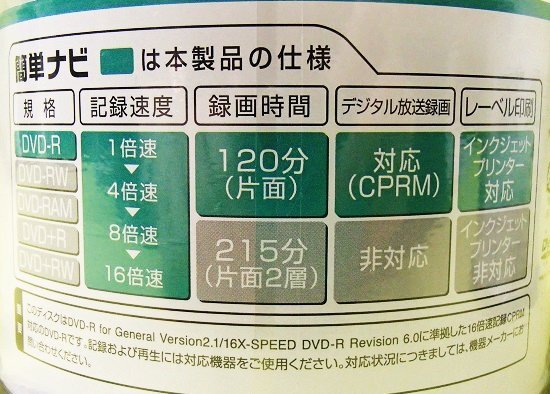 簡単ナビ は本製品の仕様
規格 記録速度 録画時間 デジタル放送録画 レーベル印刷
DVD-R
DVD-RW
DVD-RAM
DVD+R
DVD+RW
1倍速
4倍速
8倍速
16倍速
120分
(片面)
215分
(片面2層)
対応
(CPRM)
非対応
インクジェット
プリンター
対応
インクジェット
プリンター
非対応
このディスクはDVD-R for General Version2.1/16X-SPEED DVD-R Revision 6.0に準拠した16倍速記録CPRM
対応のDVD-Rです。記録および再生には対応機器をご使用ください。対応状況につきましては、機器メーカーにお
問い合わせください。